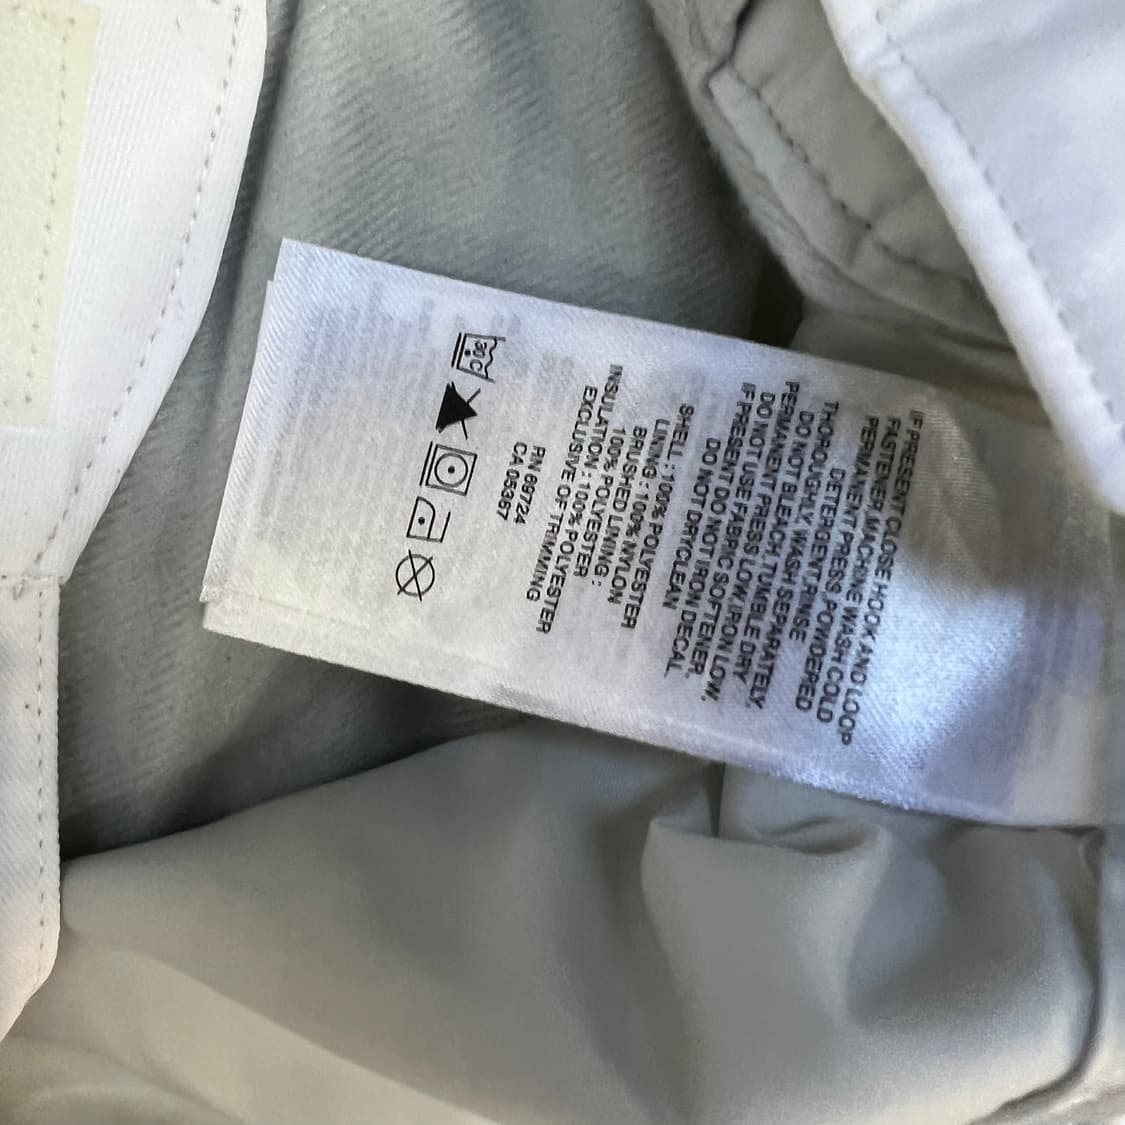 IF PRESENT CLOSE HOOK AND LOOP
FASTENER MACHINE WASH COLD
PERMANENT PRESS, POWDERED
DETERGENT, RINSE
THOROUGHLY, WASH SEPARATELY,
DO NOT BLEACH, TUMBLE DRY
PERMANENT PRESS LOW, IRON LOW,
DO NOT USE FABRIC SOFTENER,
IF PRESENT DO NOT IRON DECAL,
DO NOT DRYCLEAN
SHELL : 100% POLYESTER
LINING : 100% NYLON
BRUSHED LINING :
100% POLYESTER
INSULATION : 100% POLYESTER
EXCLUSIVE OF TRIMMING
RN 69724
CA 05367
30C